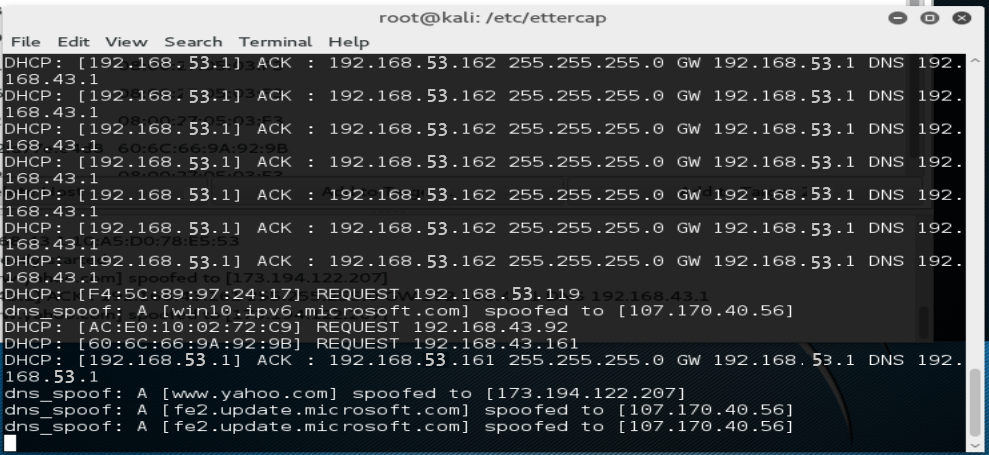 root@kali: /etc/ettercap
File Edit View Search Terminal Help
DHCP: [192.168.53.1] ACK : 192.168.53.162 255.255.255.0 GW 192.168.53.1 DNS 192.
168.43.1
DHCP: [192.168.53.1] ACK : 192.168.53.162 255.255.255.0 GW 192.168.53.1 DNS 192.
168.43.1
DHCP: [192.168.53.1] ACK : 192.168.53.162 255.255.255.0 GW 192.168.53.1 DNS 192.
168.43.1
DHCP: [192.168.53.1] ACK : 192.168.53.162 255.255.255.0 GW 192.168.53.1 DNS 192.
168.43.1
DHCP: [192.168.53.1] ACK : 192.168.53.162 255.255.255.0 GW 192.168.53.1 DNS 192.
168.43.1
DHCP: [192.168.53.1] ACK : 192.168.53.162 255.255.255.0 GW 192.168.53.1 DNS 192.
168.43.1
DHCP: [192.168.53.1] ACK : 192.168.53.162 255.255.255.0 GW 192.168.53.1 DNS 192.
168.43.1
DHCP: [F4:5C:89:97:24:17] REQUEST 192.168.53.119
dns_spoof: A [win10.ipv6.microsoft.com] spoofed to [107.170.40.56]
DHCP: [AC:E0:10:02:72:C9] REQUEST 192.168.43.92
DHCP: [60:6C:66:9A:92:9B] REQUEST 192.168.43.161
DHCP: [192.168.53.1] ACK : 192.168.53.161 255.255.255.0 GW 192.168.53.1 DNS 192.
168.53.1
dns_spoof: A [www.yahoo.com] spoofed to [173.194.122.207]
dns_spoof: A [fe2.update.microsoft.com] spoofed to [107.170.40.56]
dns_spoof: A [fe2.update.microsoft.com] spoofed to [107.170.40.56]